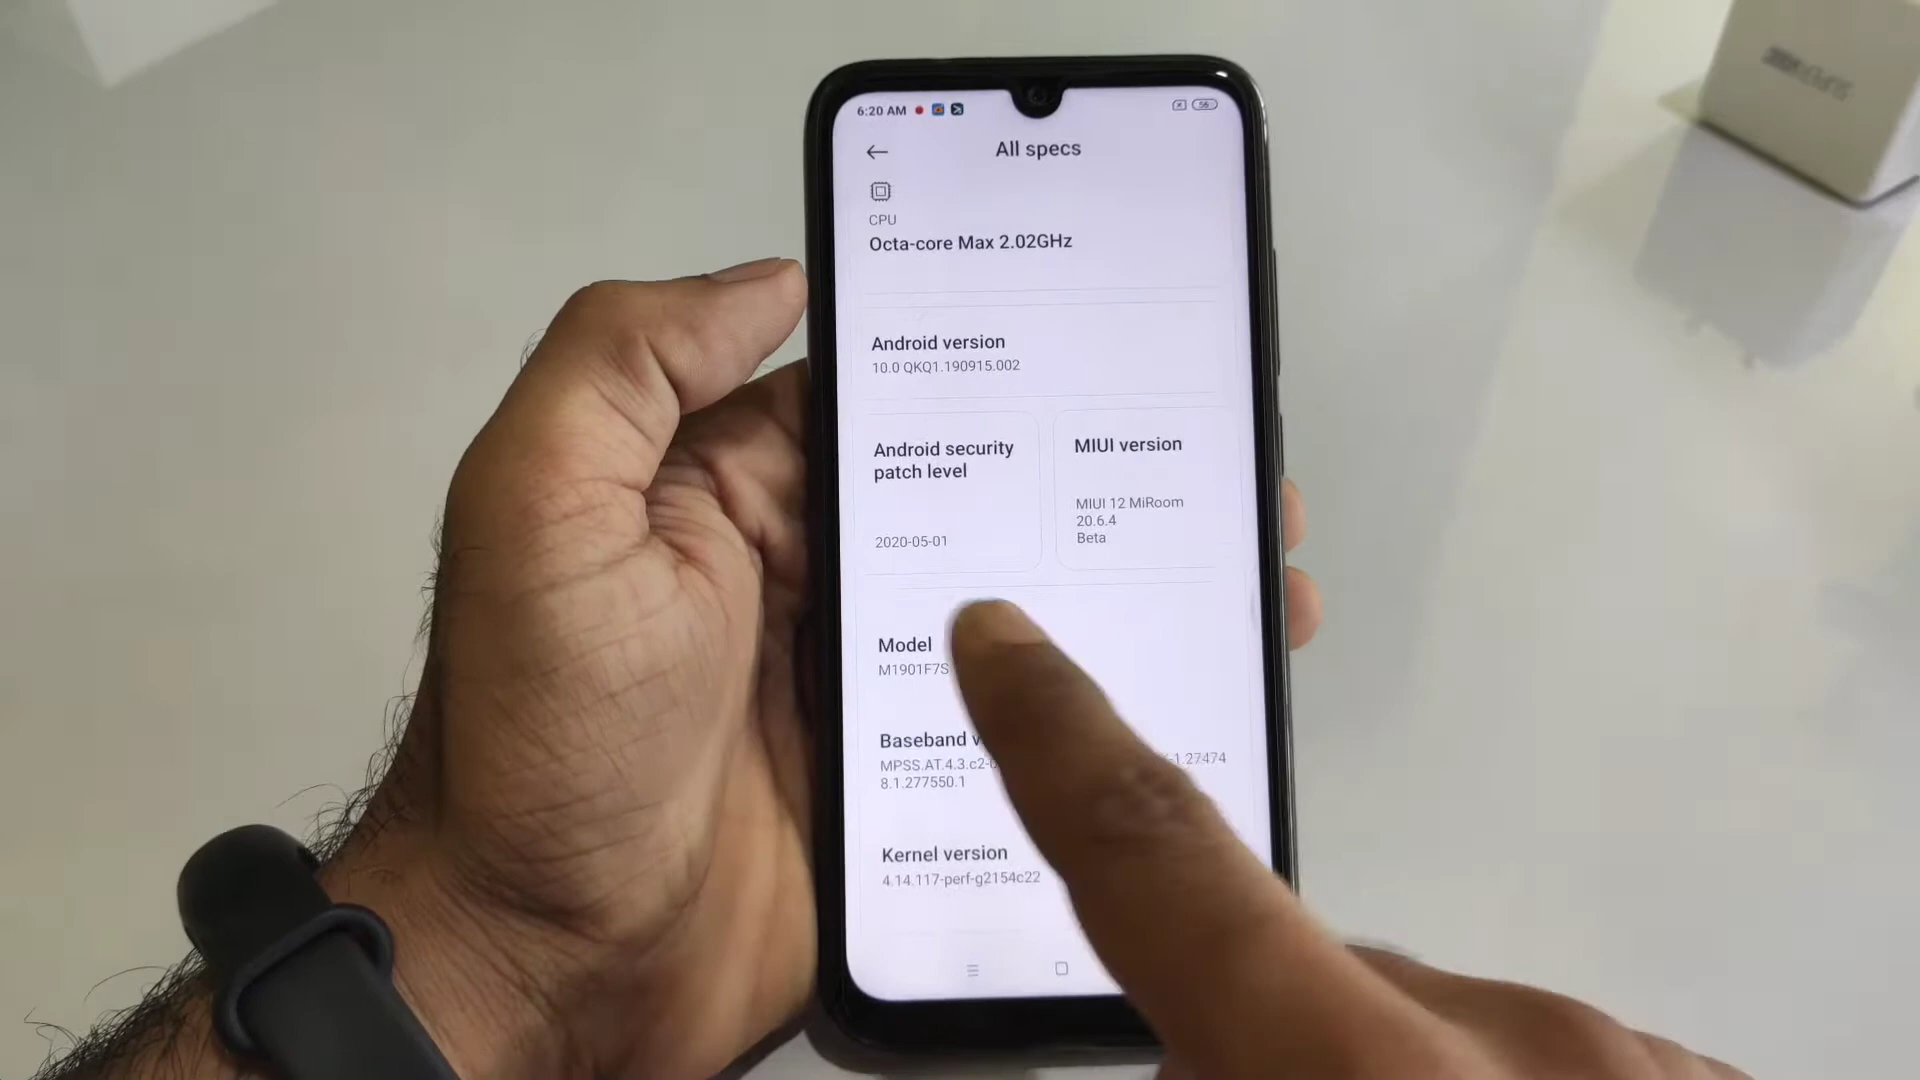 6:20 AM
56
All specs
CPU
Octa-core Max 2.02GHz
Android version
10.0 QKQ1.190915.002
Android security
patch level
2020-05-01
MIUI version
MIUI 12 MiRoom
20.6.4
Beta
Model
M1901F7S
Baseband
MPSS.AT.4.3.c2- -1.27474
8.1.277550.1
Kernel version
4.14.117-perf-g2154c22